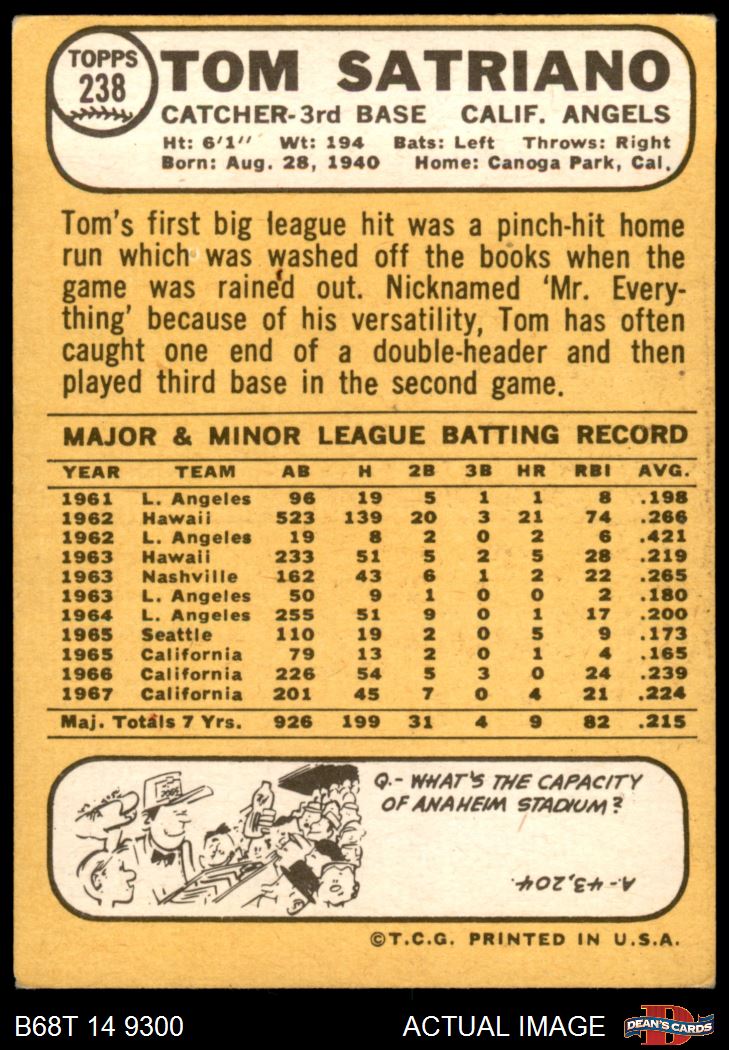 TOPPS
238
TOM SATRIANO
CATCHER-3rd BASE CALIF. ANGELS
Ht: 6'1" Wt: 194 Bats: Left Throws: Right
Born: Aug. 28, 1940 Home: Canoga Park, Cal.
Tom's first big league hit was a pinch-hit home
run which was washed off the books when the
game was rained out. Nicknamed 'Mr. Every-
thing' because of his versatility, Tom has often
caught one end of a double-header and then
played third base in the second game.
MAJOR & MINOR LEAGUE BATTING RECORD
YEAR TEAM AB H 2B 3B HR RBI AVG.
1961 L. Angeles 96 19 5 1 1 8 .198
1962 Hawaii 523 139 20 3 21 74 .266
1962 L. Angeles 19 8 2 0 2 6 .421
1963 Hawaii 233 51 5 2 5 28 .219
1963 Nashville 162 43 6 1 2 22 .265
1963 L. Angeles 50 9 1 0 0 2 .180
1964 L. Angeles 255 51 9 0 1 17 .200
1965 Seattle 110 19 2 0 5 9 .173
1965 California 79 13 2 0 1 4 .165
1966 California 226 54 5 3 0 24 .239
1967 California 201 45 7 0 4 21 .224
Maj. Totals 7 Yrs. 926 199 31 4 9 82 .215
Q.- WHAT'S THE CAPACITY
OF ANAHEIM STADIUM?
A-43,204
©T.C.G. PRINTED IN U.S.A.
B68T 14 9300 ACTUAL IMAGE
D
DEAN'S CARDS